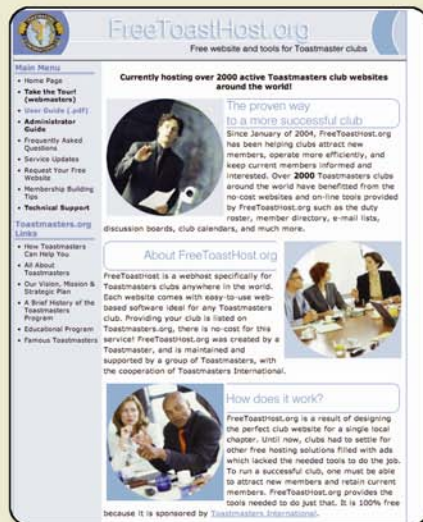 FreeToastHost.org
Free website and tools for Toastmaster clubs
Main Menu
• Home Page
• Take the Tour!
(webmasters)
• User Guide (.pdf)
• Administrator
Guide
• Frequently Asked
Questions
• Service Updates
• Request Your Free
Website
• Membership Building
Tips
• Technical Support
Toastmasters.org
Links
• How Toastmasters
Can Help You
• All About
Toastmasters
• Our Vision, Mission &
Strategic Plan
• A Brief History of the
Toastmasters
Program
• Educational Program
• Famous Toastmasters
Currently hosting over 2000 active Toastmasters club websites
around the world!
The proven way
to a more successful club
Since January of 2004, FreeToastHost.org
has been helping clubs attract new
members, operate more efficiently, and
keep current members informed and
interested. Over 2000 Toastmasters clubs
around the world have benefitted from the
no-cost websites and on-line tools provided
by FreeToastHost.org such as the duty
roster, member directory, e-mail lists,
discussion boards, club calendars, and much more.
About FreeToastHost.org
FreeToastHost is a webhost specifically for
Toastmasters clubs anywhere in the world.
Each website comes with easy-to-use web-
based software ideal for any Toastmasters
club. Providing your club is listed on
Toastmasters.org, there is no-cost for this
service! FreeToastHost.org was created by a
Toastmaster, and is maintained and
supported by a group of Toastmasters, with
the cooperation of Toastmasters International.
How does it work?
FreeToastHost.org is a result of designing
the perfect club website for a single local
chapter. Until now, clubs had to settle for
other free hosting solutions filled with ads
which lacked the needed tools to do the job.
To run a successful club, one must be able
to attract new members and retain current
members. FreeToastHost.org provides the
tools needed to do just that. It is 100% free
because it is sponsored by Toastmasters International.